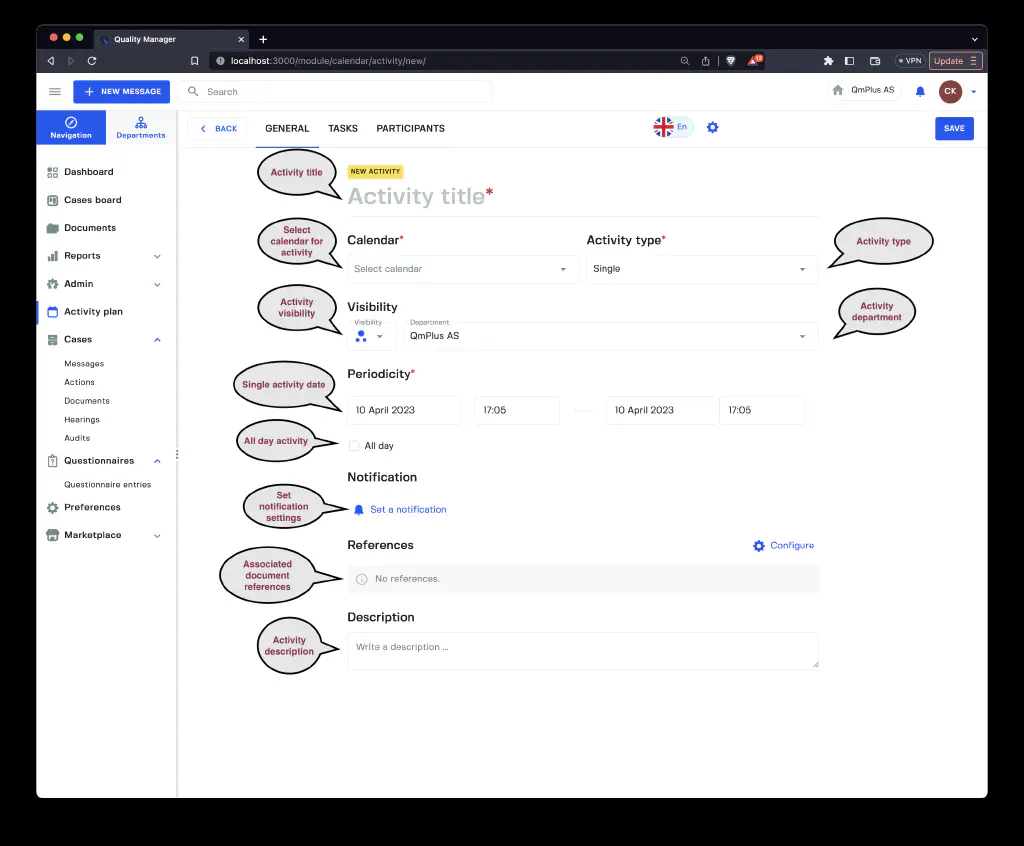 Quality Manager
localhost:3000/module/calendar/activity/new/
VPN
Update
NEW MESSAGE
Search
QmPlus AS
CK
Navigation
Departments
BACK
GENERAL
TASKS
PARTICIPANTS
En
SAVE
Dashboard
Cases board
Documents
Reports
Admin
Activity plan
Cases
Messages
Actions
Documents
Hearings
Audits
Questionnaires
Questionnaire entries
Preferences
Marketplace
Activity title
NEW ACTIVITY
Activity title*
Select
calendar for
activity
Calendar*
Select calendar
Activity type*
Single
Activity type
Activity
visibility
Visibility
Visibility
Department
QmPlus AS
Activity
department
Single activity date
Periodicity*
10 April 2023
17:05
10 April 2023
17:05
All day activity
All day
Notification
Set
notification
settings
Set a notification
References
Configure
Associated
document
references
No references.
Description
Activity
description
Write a description ...